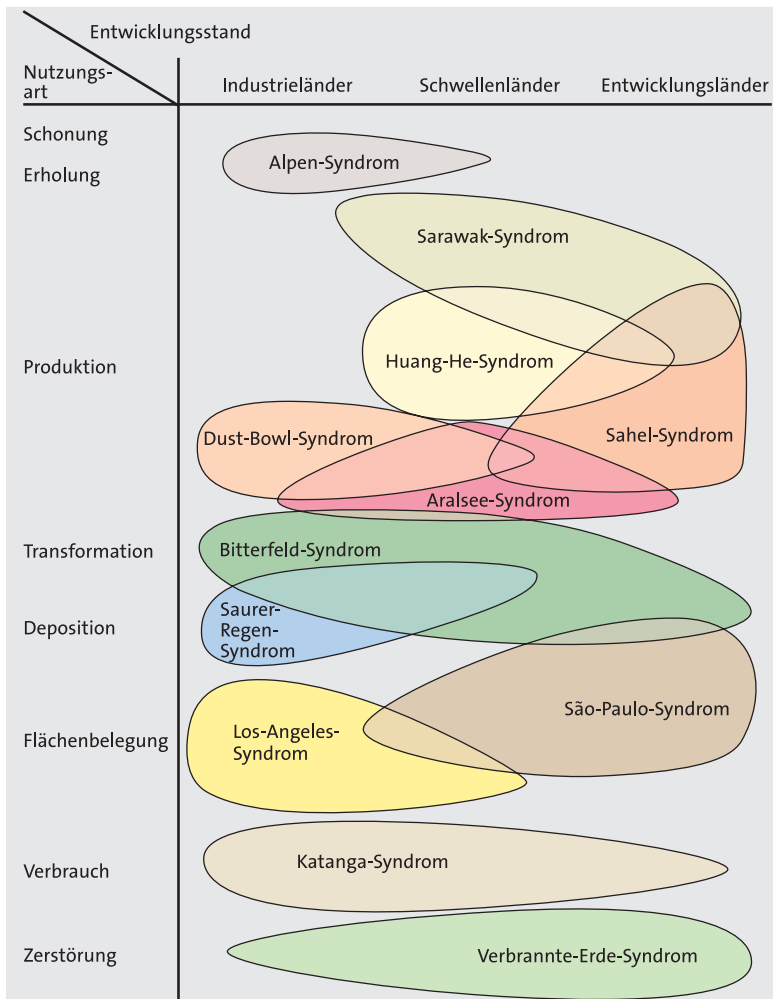 Entwicklungsstand
Nutzungs-
art
Industrieländer
Schwellenländer
Entwicklungsländer
Schonung
Erholung
Alpen-Syndrom
Sarawak-Syndrom
Produktion
Huang-He-Syndrom
Dust-Bowl-Syndrom
Sahel-Syndrom
Aralsee-Syndrom
Transformation
Bitterfeld-Syndrom
Deposition
Saurer-
Regen-
Syndrom
São-Paulo-Syndrom
Flächenbelegung
Los-Angeles-
Syndrom
Verbrauch
Katanga-Syndrom
Zerstörung
Verbrannte-Erde-Syndrom